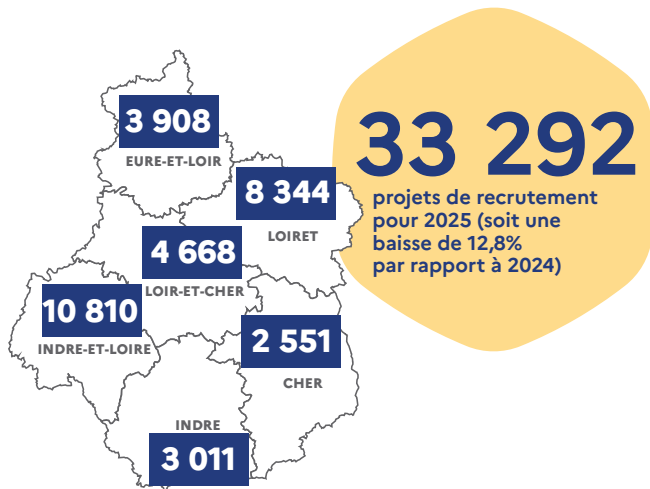 3 908
EURE-ET-LOIR
8 344
LOIRET
4 668
LOIR-ET-CHER
10 810
INDRE-ET-LOIRE
2 551
CHER
INDRE
3 011
33 292
projets de recrutement
pour 2025 (soit une
baisse de 12,8%
par rapport à 2024)